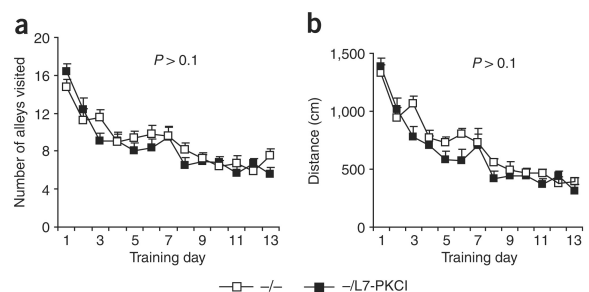 a
Number of alleys visited
20
16
12
8
4
0
P > 0.1
1 3 5 7 9 11 13
Training day
b
Distance (cm)
1,500
1,000
500
0
P > 0.1
1 3 5 7 9 11 13
Training day
–/– –/L7-PKCI